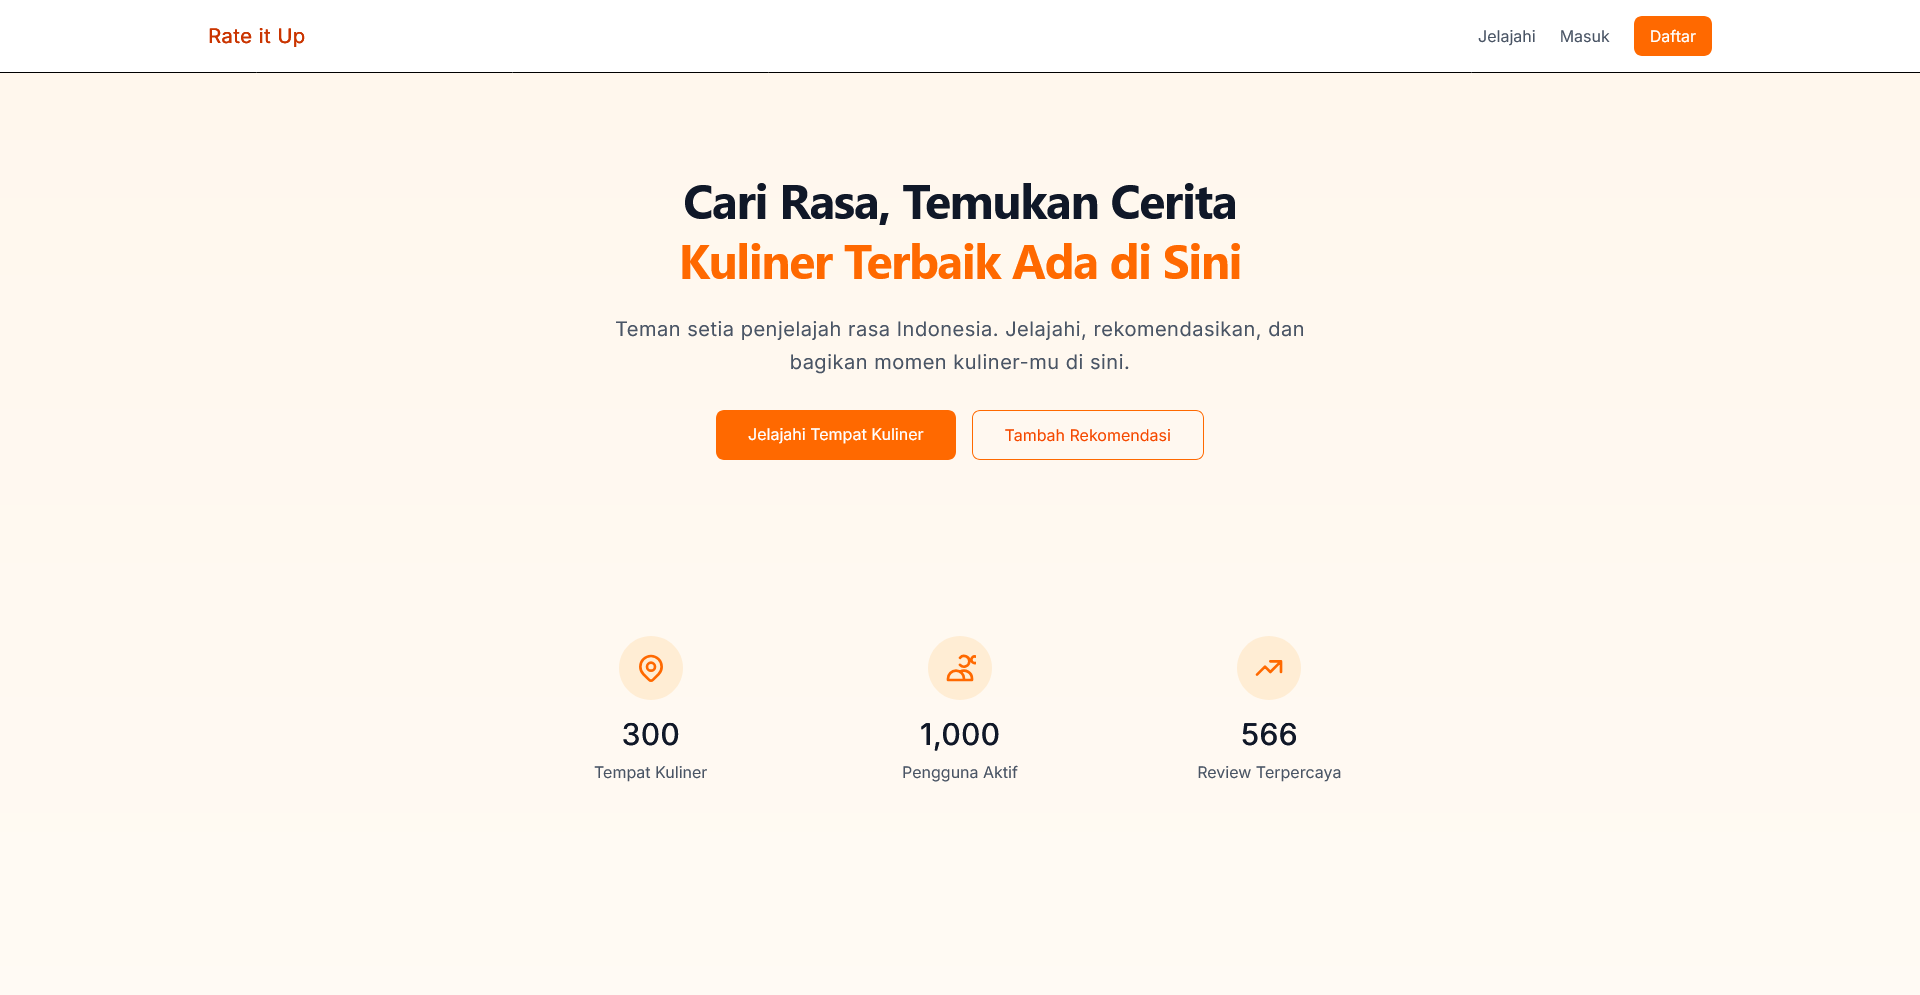 Rate it Up
Jelajahi
Masuk
Daftar
Cari Rasa, Temukan Cerita
Kuliner Terbaik Ada di Sini
Teman setia penjelajah rasa Indonesia. Jelajahi, rekomendasikan, dan
bagikan momen kuliner-mu di sini.
Jelajahi Tempat Kuliner
Tambah Rekomendasi
300
Tempat Kuliner
1,000
Pengguna Aktif
566
Review Terpercaya